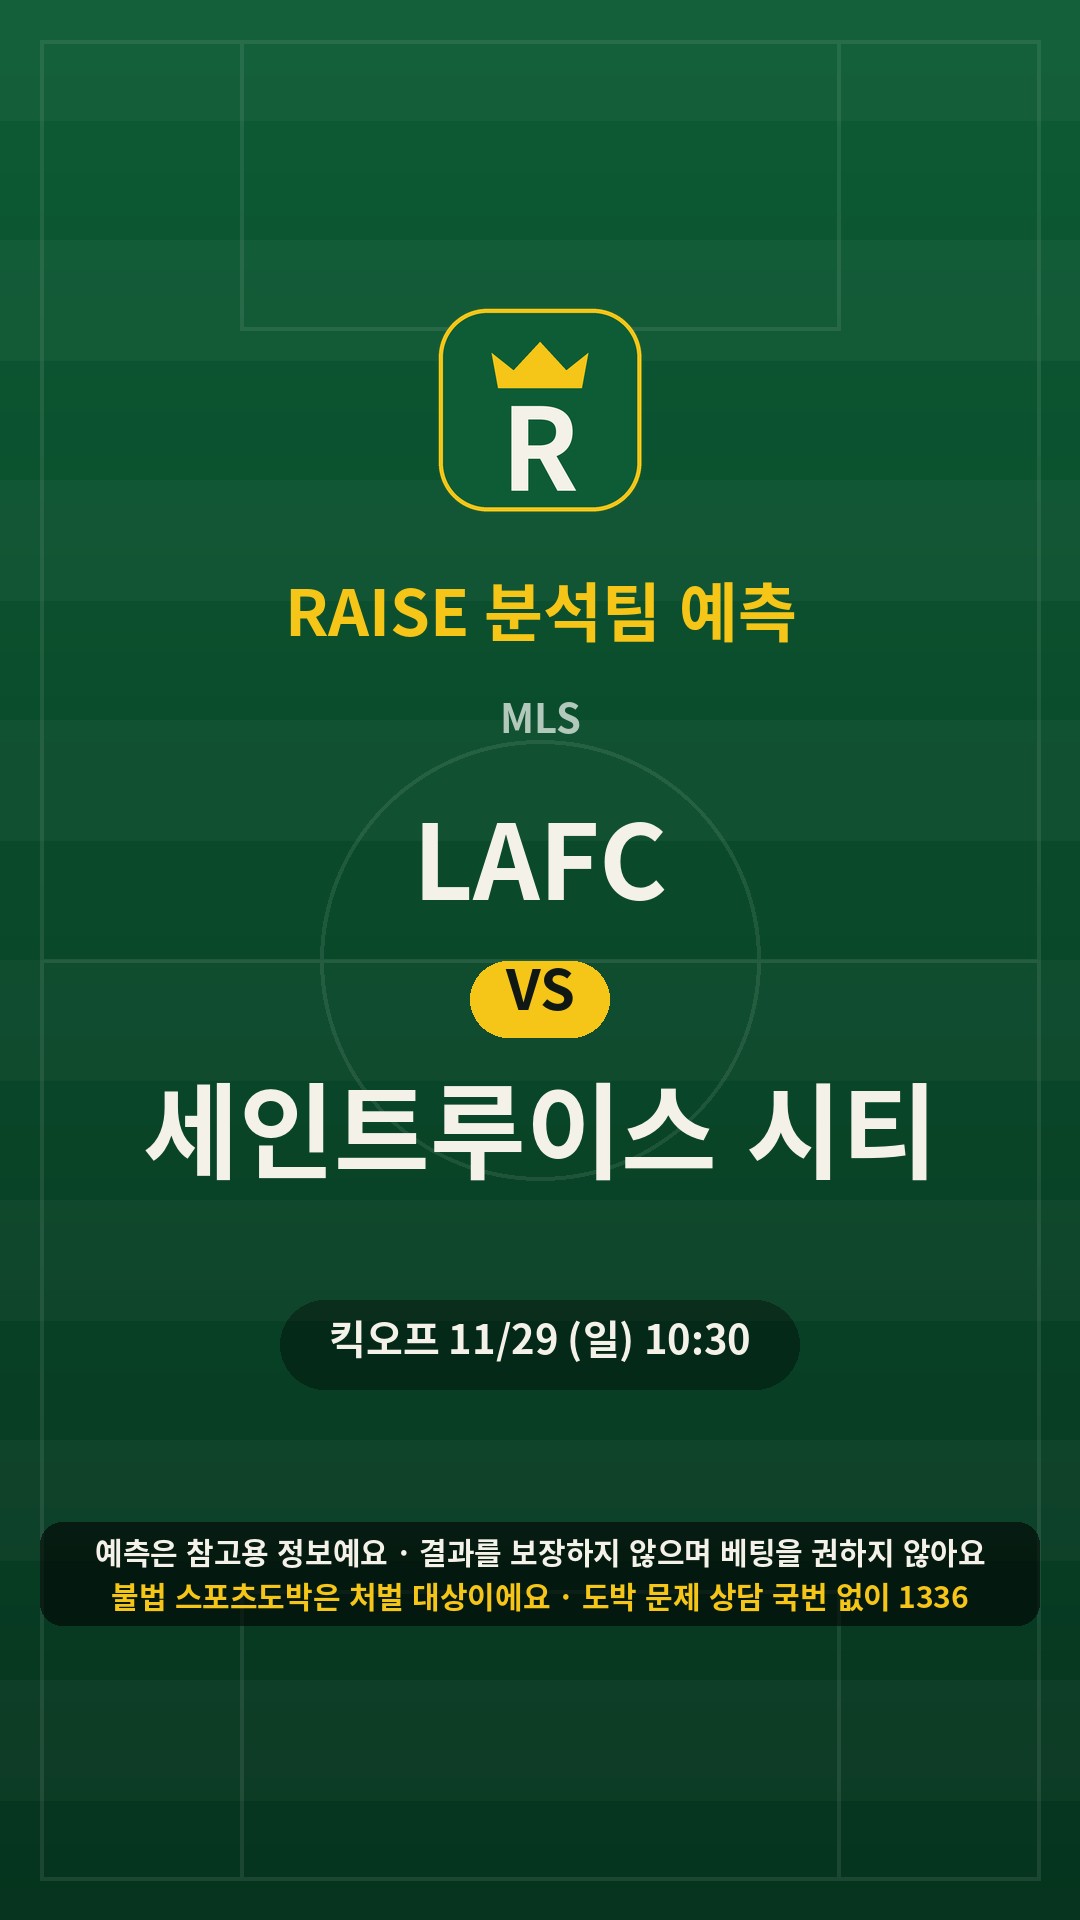 R
RAISE 분석팀 예측
MLS
LAFC
VS
세인트루이스 시티
킥오프 11/29 (일) 10:30
예측은 참고용 정보예요 · 결과를 보장하지 않으며 베팅을 권하지 않아요
불법 스포츠도박은 처벌 대상이에요 · 도박 문제 상담 국번 없이 1336